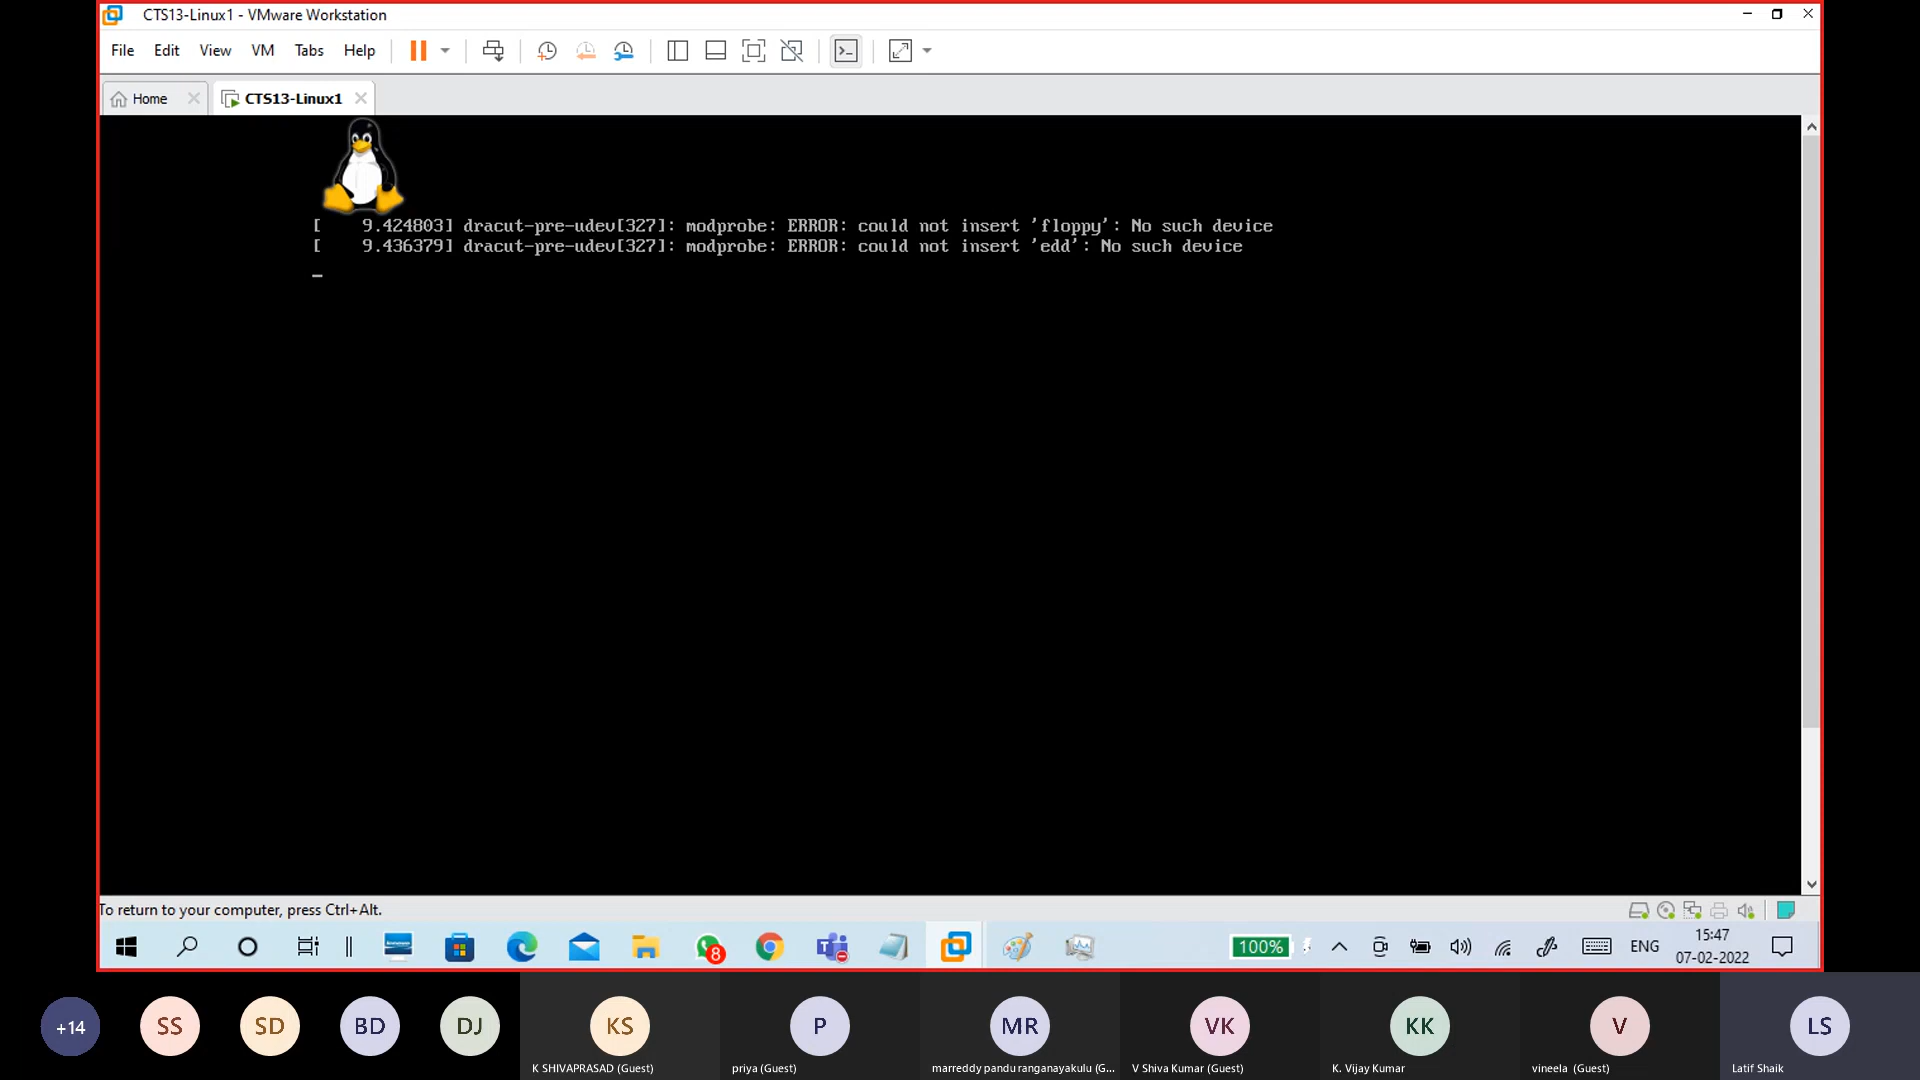 CTS13-Linux1 - VMware Workstation
File Edit View VM Tabs Help
Home CTS13-Linux1
[    9.424803] dracut-pre-udev[327]: modprobe: ERROR: could not insert 'floppy': No such device
[    9.436379] dracut-pre-udev[327]: modprobe: ERROR: could not insert 'edd': No such device
To return to your computer, press Ctrl+Alt.
8 100% ENG 15:47
07-02-2022
+14 SS SD BD DJ KS P MR VK KK V LS
K SHIVAPRASAD (Guest) priya (Guest) marreddy pandu ranganayakulu (G... V Shiva Kumar (Guest) K. Vijay Kumar vineela (Guest) Latif Shaik